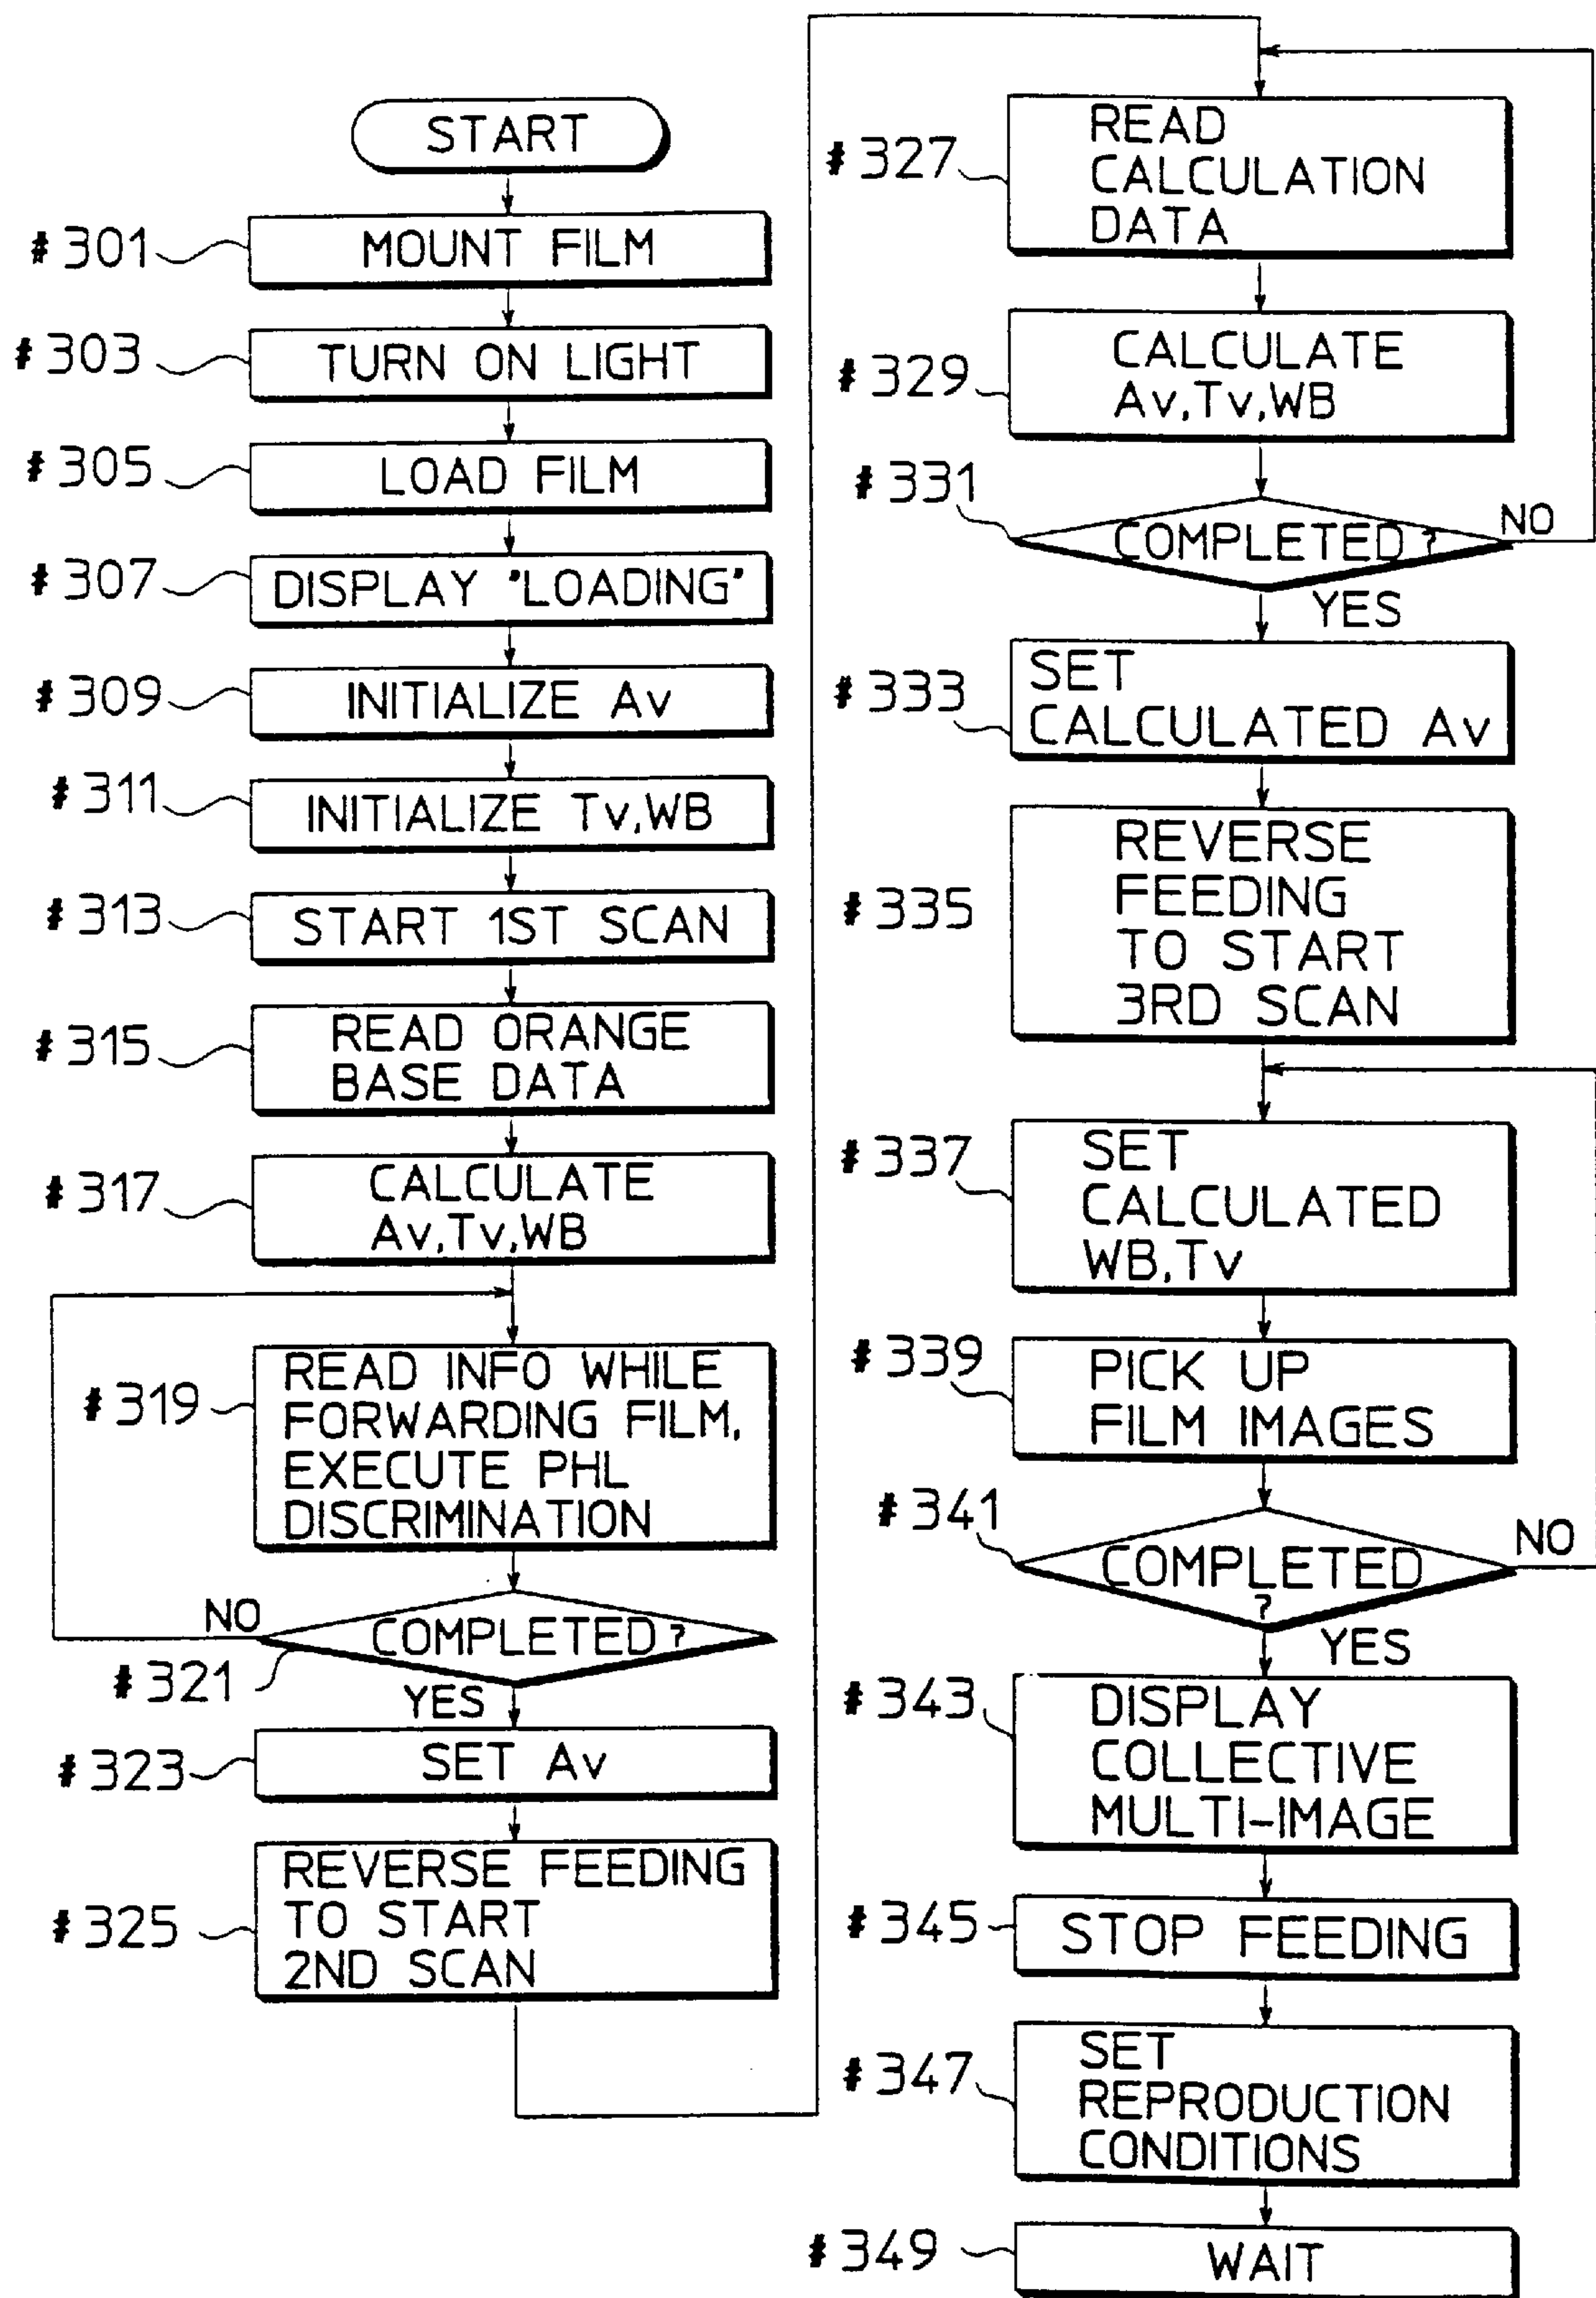 START
#301
MOUNT FILM
#303
TURN ON LIGHT
#305
LOAD FILM
#307
DISPLAY "LOADING"
#309
INITIALIZE Av
#311
INITIALIZE Tv,WB
#313
START 1ST SCAN
#315
READ ORANGE
BASE DATA
#317
CALCULATE
Av,Tv,WB
#319
READ INFO WHILE
FORWARDING FILM,
EXECUTE PHL
DISCRIMINATION
NO
COMPLETED ?
#321
YES
#323
SET Av
#325
REVERSE FEEDING
TO START
2ND SCAN
#327
READ
CALCULATION
DATA
#329
CALCULATE
Av,Tv,WB
#331
COMPLETED ?
NO
YES
#333
SET
CALCULATED Av
#335
REVERSE
FEEDING
TO START
3RD SCAN
#337
SET
CALCULATED
WB,Tv
#339
PICK UP
FILM IMAGES
#341
COMPLETED
?
NO
YES
#343
DISPLAY
COLLECTIVE
MULTI-IMAGE
#345
STOP FEEDING
#347
SET
REPRODUCTION
CONDITIONS
#349
WAIT